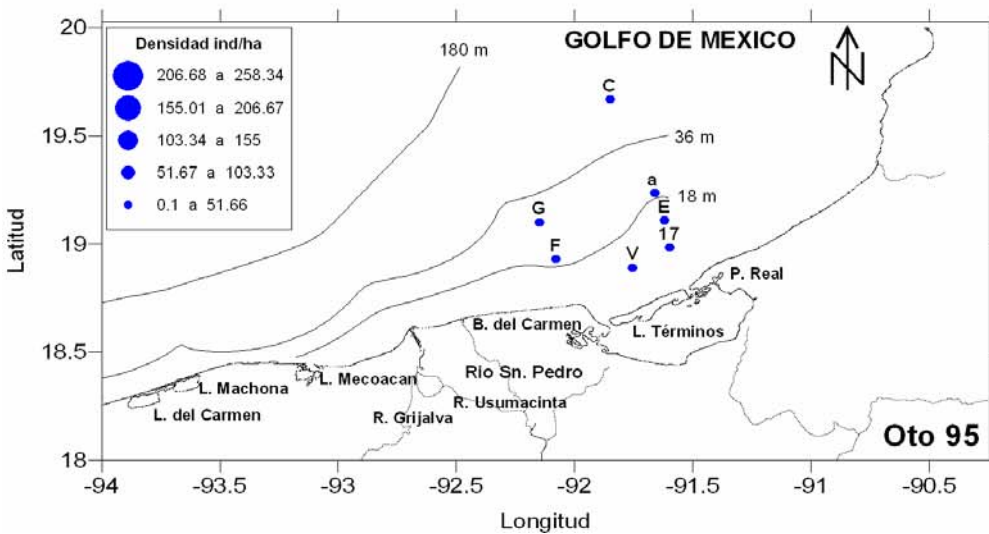 20
19.5
19
18.5
18
Latitud
Densidad ind/ha
206.68 a 258.34
155.01 a 206.67
103.34 a 155
51.67 a 103.33
0.1 a 51.66
180 m
GOLFO DE MEXICO
N
C
36 m
a
18 m
G
E
17
F
V
P. Real
B. del Carmen
L. Términos
L. Mecoacan
Rio Sn. Pedro
L. Machona
R. Usumacinta
L. del Carmen
R. Grijalva
Oto 95
-94
-93.5
-93
-92.5
-92
-91.5
-91
-90.5
Longitud